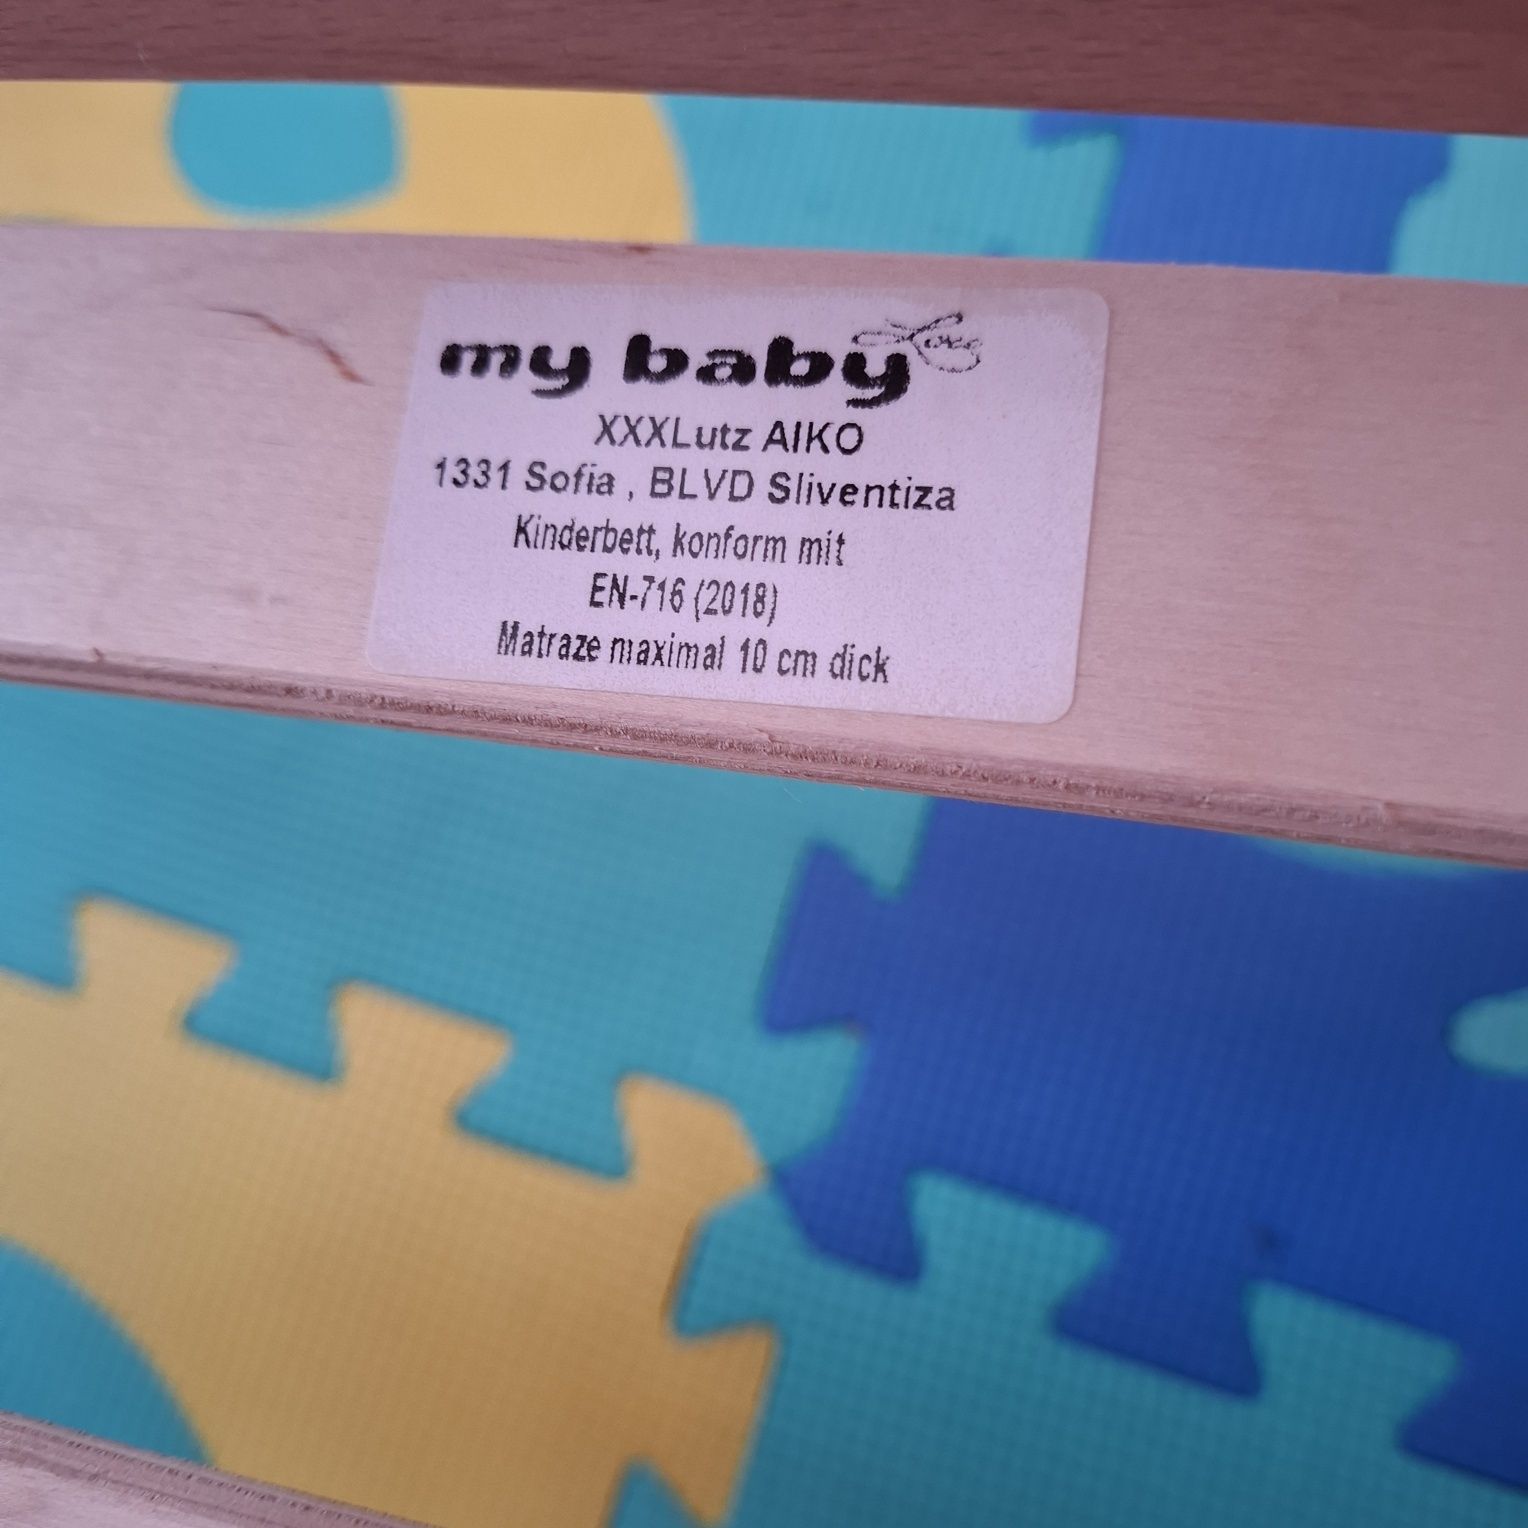 my baby Lou
XXXLutz AIKO
1331 Sofia , BLVD Sliventiza
Kinderbett, konform mit
EN-716 (2018)
Matraze maximal 10 cm dick